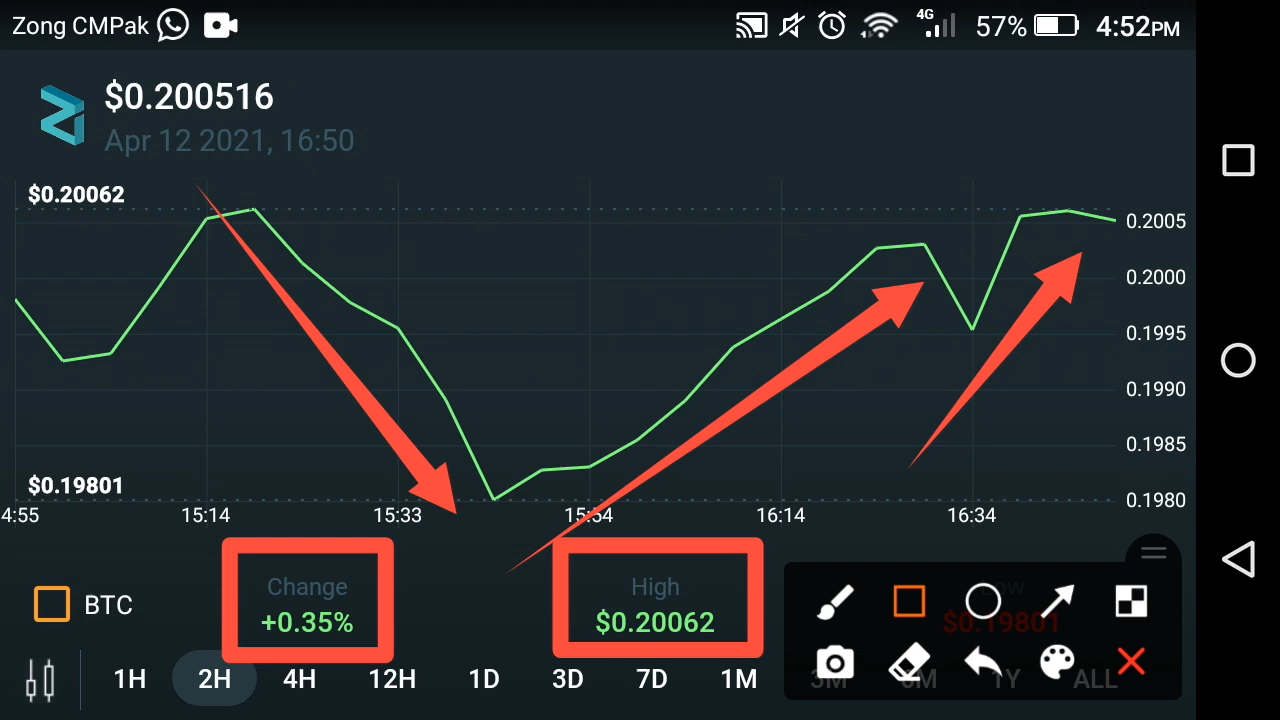 Zong CMPak 4G 57% 4:52PM
$0.200516
Apr 12 2021, 16:50
$0.20062
0.2005
0.2000
0.1995
0.1990
0.1985
$0.19801
0.1980
4:55 15:14 15:33 15:54 16:14 16:34
Change High Low
BTC +0.35% $0.20062 $0.19801
1H 2H 4H 12H 1D 3D 7D 1M 3M 6M 1Y ALL